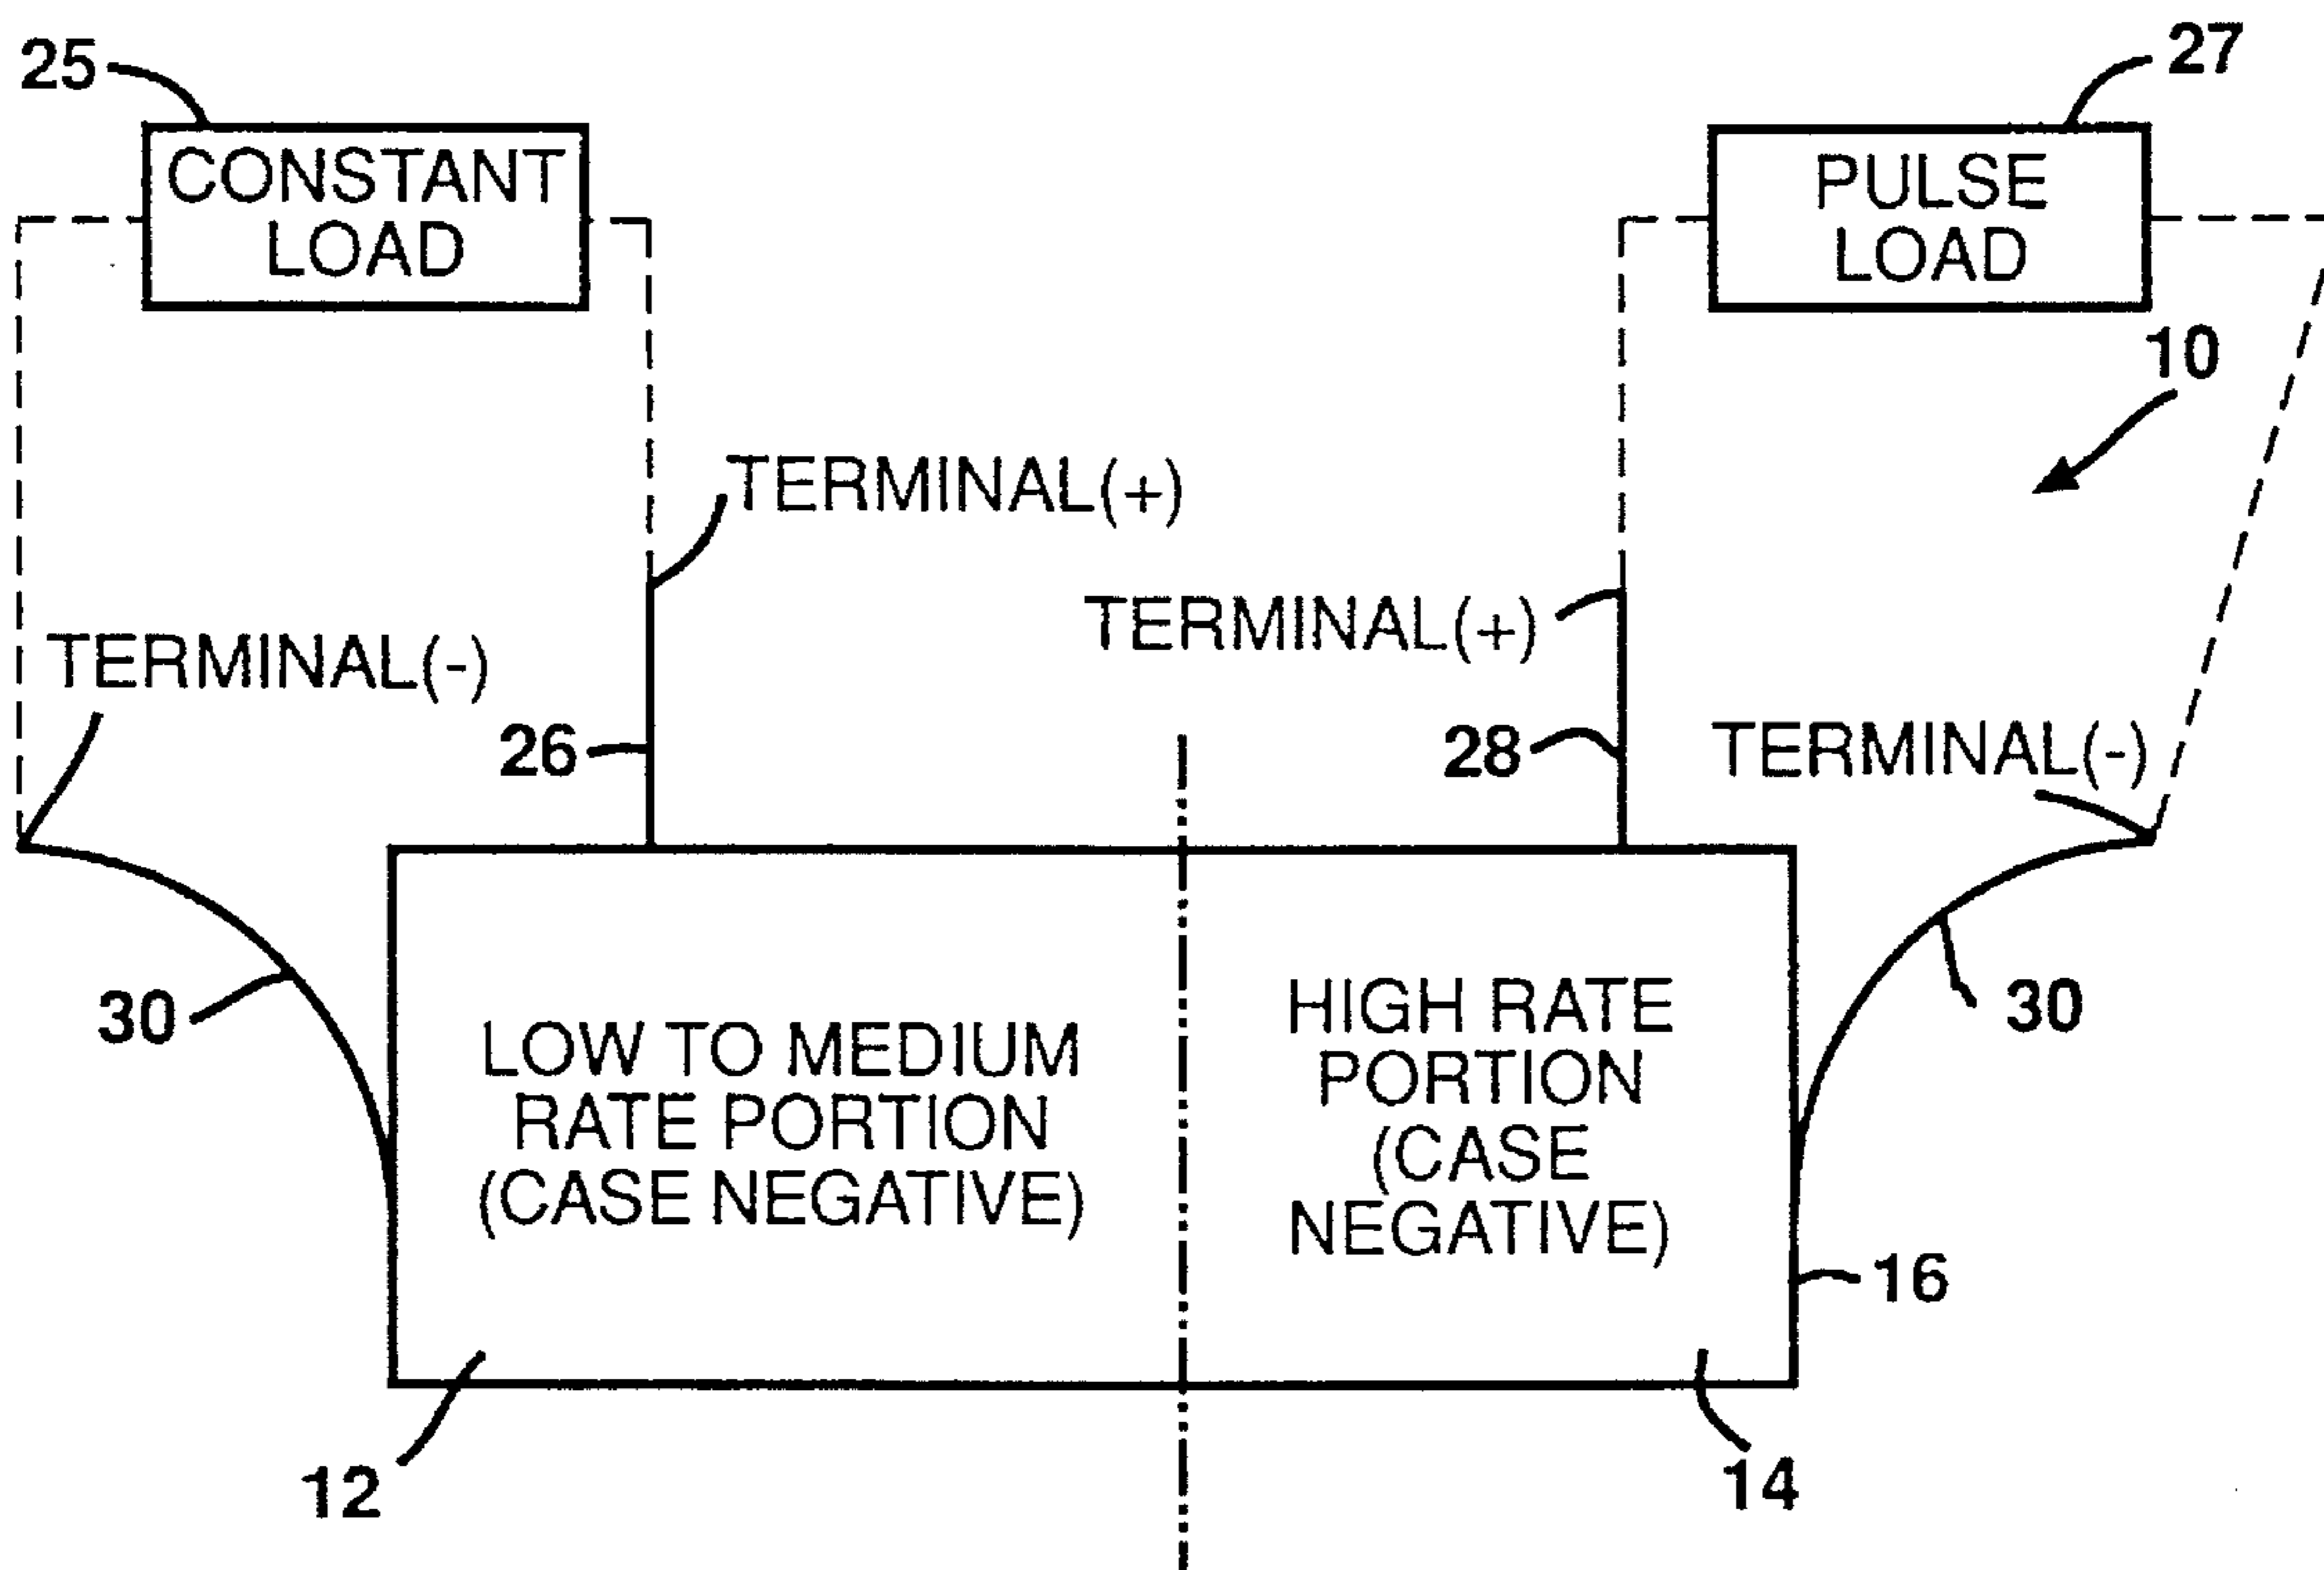 25
27
CONSTANT
LOAD
PULSE
LOAD
10
TERMINAL(+)
TERMINAL(+)
TERMINAL(-)
26
28
TERMINAL(-)
30
30
LOW TO MEDIUM
RATE PORTION
(CASE NEGATIVE)
HIGH RATE
PORTION
(CASE
NEGATIVE)
16
12
14